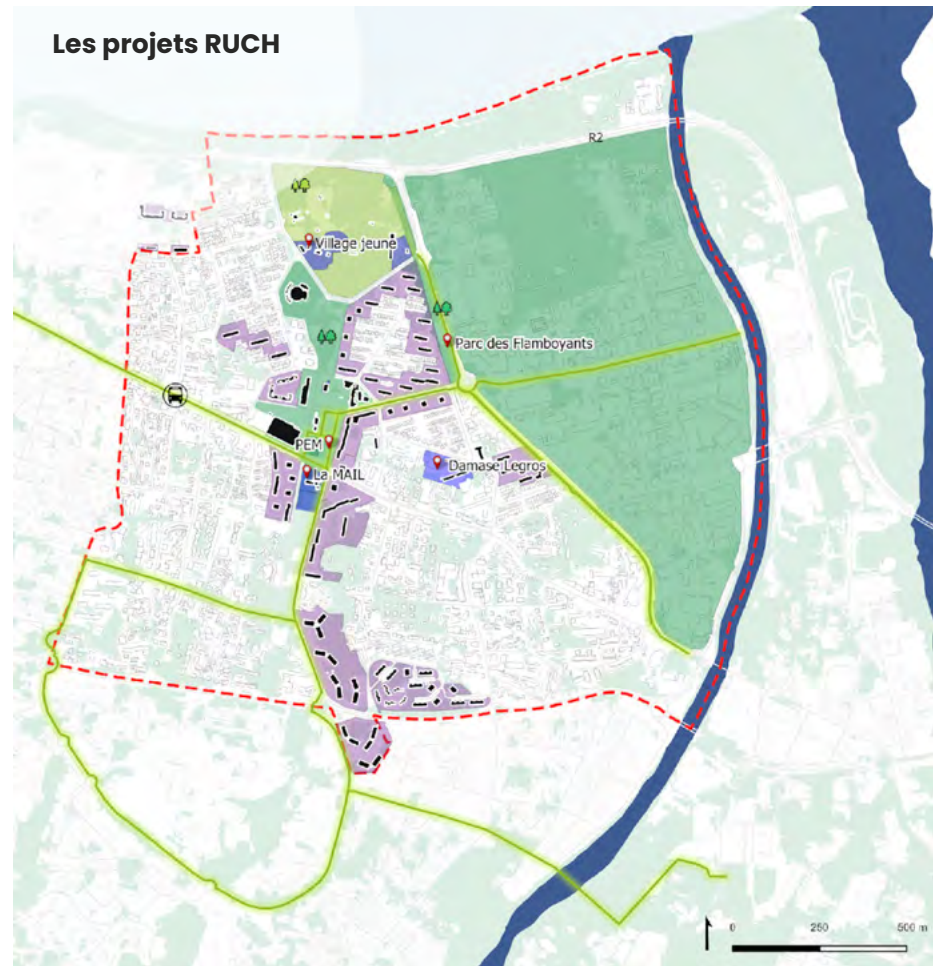 Les projets RUCH
R2
Village jeune
Parc des Flamboyants
PEM
La MAIL
Damase Legros
0 250 500 m